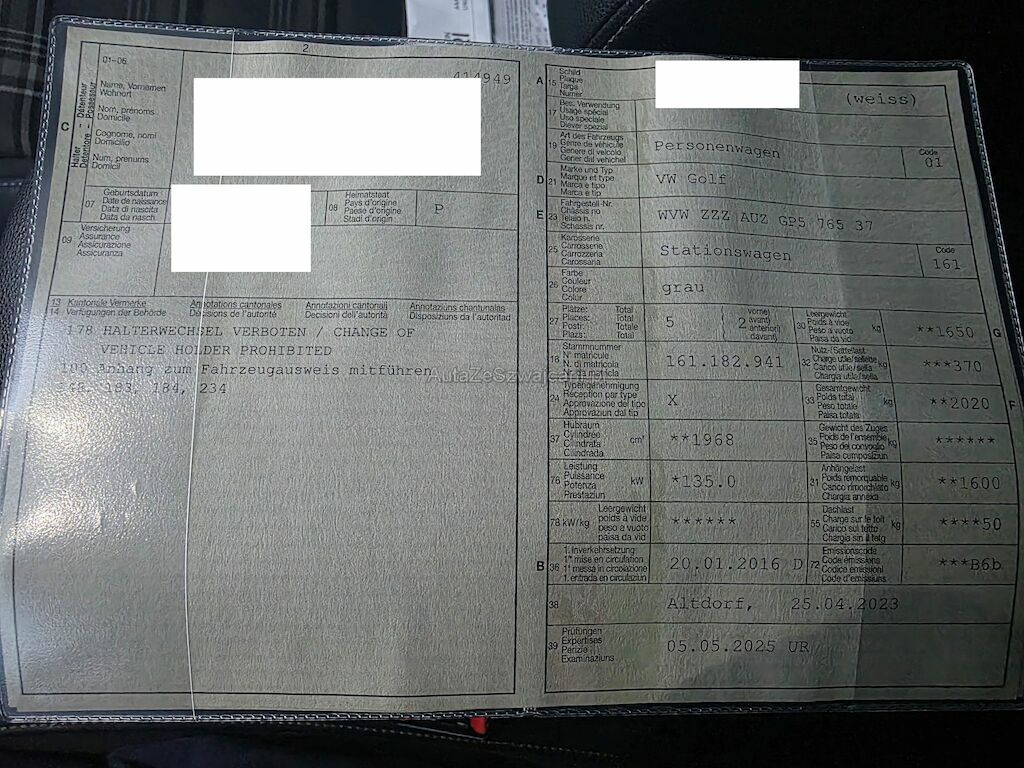 2
01-06
414949
C
Halter - Détenteur
Detentore - Possessur
Name, Vornamen
Wohnort
Nom, prénoms
Domicile
Cognome, nomi
Domicilio
Num, prenums
Domicil
07
Geburtsdatum
Date de naissance
Data di nascita
Data da nasch.
08
Heimatstaat
Pays d'origine
Paese d'origine
Stadi d'origin
P
09
Versicherung
Assurance
Assicurazione
Assicuranza
13 Kantonale Vermerke Annotations cantonales Annotazioni cantonali Annotaziuns chantunalas
14 Verfügungen der Behörde Décisions de l'autorité Decisioni dell'autorità Disposiziuns da l'autoritad
178 HALTERWECHSEL VERBOTEN / CHANGE OF
VEHICLE HOLDER PROHIBITED
100 Anhang zum Fahrzeugausweis mitführen
183, 184, 234
A 15
Schild
Plaque
Targa
Numer
(weiss)
17
Bes. Verwendung
Usage spécial
Uso speciale
Diever spezial
19
Art des Fahrzeugs
Genre de véhicule
Genere di veicolo
Gener dal vehichel
Personenwagen
Code
01
D 21
Marke und Typ
Marque et type
Marca e tipo
Marca e tip
VW Golf
E 23
Fahrgestell-Nr.
Châssis no
Telaio n.
Schassis nr.
WVW ZZZ AUZ GP5 765 37
25
Karosserie
Carrosserie
Carrozzeria
Carossaria
Stationswagen
Code
161
26
Farbe
Couleur
Colore
Colur
grau
27
Plätze: Total
Places: Total
Posti: Totale
Plazs: Total
5
2
vorne)
avant)
anteriori)
davant)
30
Leergewicht
Poids à vide
Peso a vuoto
Paisa da vid
kg
**1650
G
18
Stammnummer
N° matricule
N. di matricola
Nr. da matricla
161.182.941
32
Nutz-/Sattellast
Charge utile/sellette
Carico utile/sella
Chargia utila/sella
kg
***370
24
Typengenehmigung
Réception par type
Approvazione del tipo
Approvaziun dal tip
X
33
Gesamtgewicht
Poids total
Peso totale
Paisa totala
kg
**2020
F
37
Hubraum
Cylindrée
Cilindrata
Cilindrada
cm³
**1968
35
Gewicht des Zuges
Poids de l'ensemble
Peso del convoglio
Paisa cumposiziun
kg
******
76
Leistung
Puissance
Potenza
Prestaziun
kW
*135.0
31
Anhängelast
Poids remorquable
Carico rimorchiato
Chargia annexa
kg
**1600
78 kW/kg
Leergewicht
poids à vide
peso a vuoto
paisa da vid
******
55
Dachlast
Charge sur le toit
Carico sul tetto
Chargia sin il tetg
kg
****50
B 36
1. Inverkehrsetzung
1re mise en circulation
1a messa in circolazione
1. entrada en circulaziun
20.01.2016 D
72
Emissionscode
Code émissions
Codice emissioni
Code d'emissiuns
***B6b
38
Altdorf, 25.04.2023
39
Prüfungen
Expertises
Perizie
Examinaziuns
05.05.2025 UR